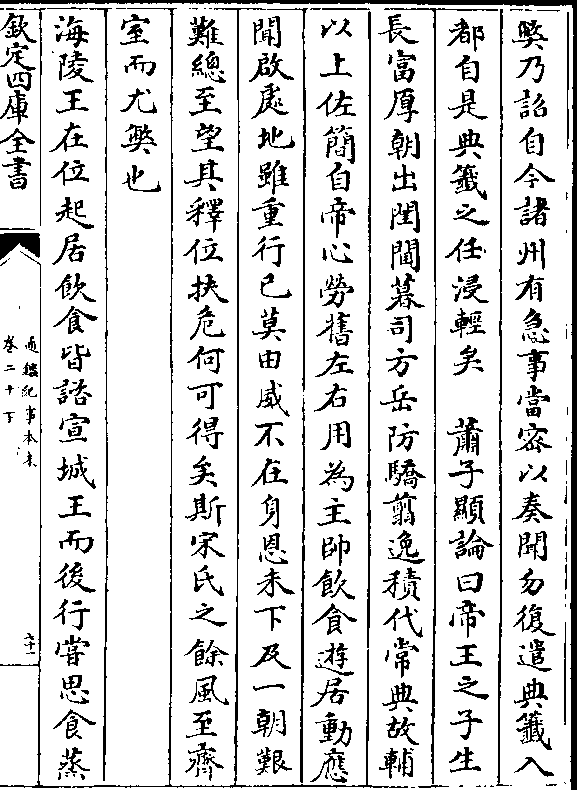 弊乃詔自今諸州有急事當密以奏聞勿復遣典籖入
都自是典籖之任浸輕矣　蕭子顯論曰帝王之子生
長富厚朝出閨閫暮司方岳防驕翦逸積代常典故輔
以上佐簡自帝心勞舊左右用為主帥飲食遊居動應
聞啟處地雖重行已莫由威不在身恩未下及一朝艱
難總至望其釋位扶危何可得矣斯宋氏之餘風至齊
室而尤弊也
海陵王在位起居飲食皆諮宣城王而後行嘗思食蒸
欽定四庫全書
通鑑紀事本末
卷二十下
六十一